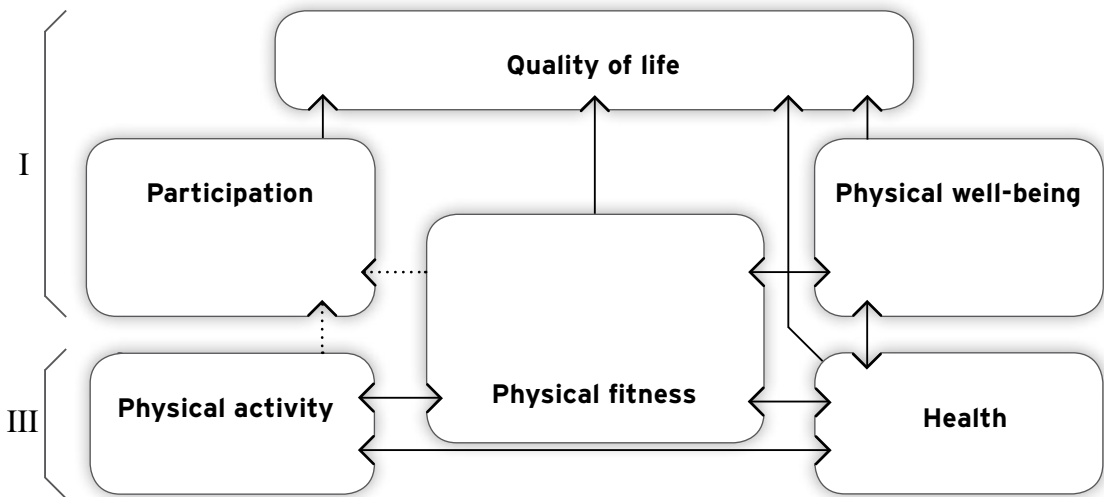 Quality of life
I
Participation
Physical well-being
Physical fitness
III
Physical activity
Health